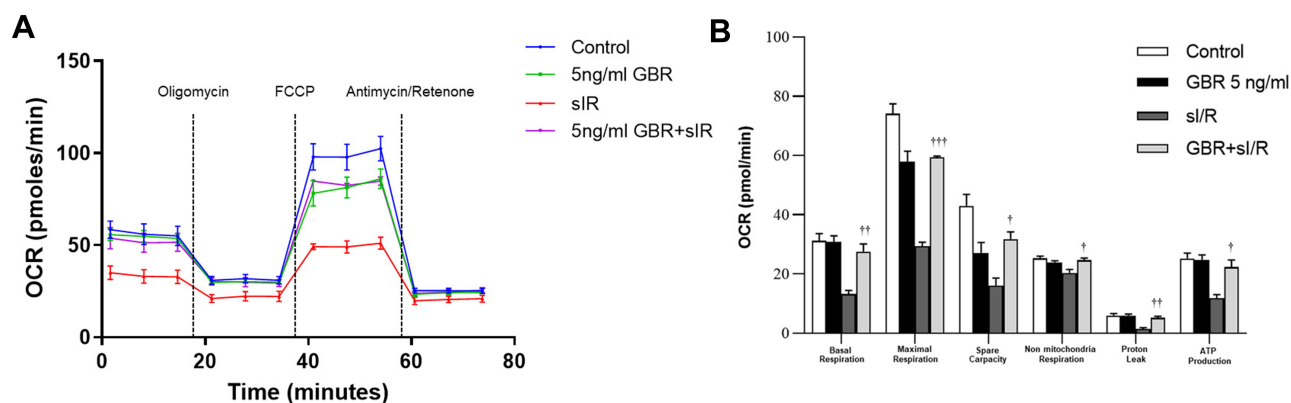 A
OCR (pmoles/min)
150
100
50
0
0
20
40
60
80
Time (minutes)
Oligomycin
FCCP
Antimycin/Retenone
Control
5ng/ml GBR
sIR
5ng/ml GBR+sIR
B
OCR (pmol/min)
100
80
60
40
20
0
††
†††
†
†
††
†
Basal
Respiration
Maximal
Respiration
Spare
Carpacity
Non mitochondria
Respiration
Proton
Leak
ATP
Production
Control
GBR 5 ng/ml
sI/R
GBR+sI/R